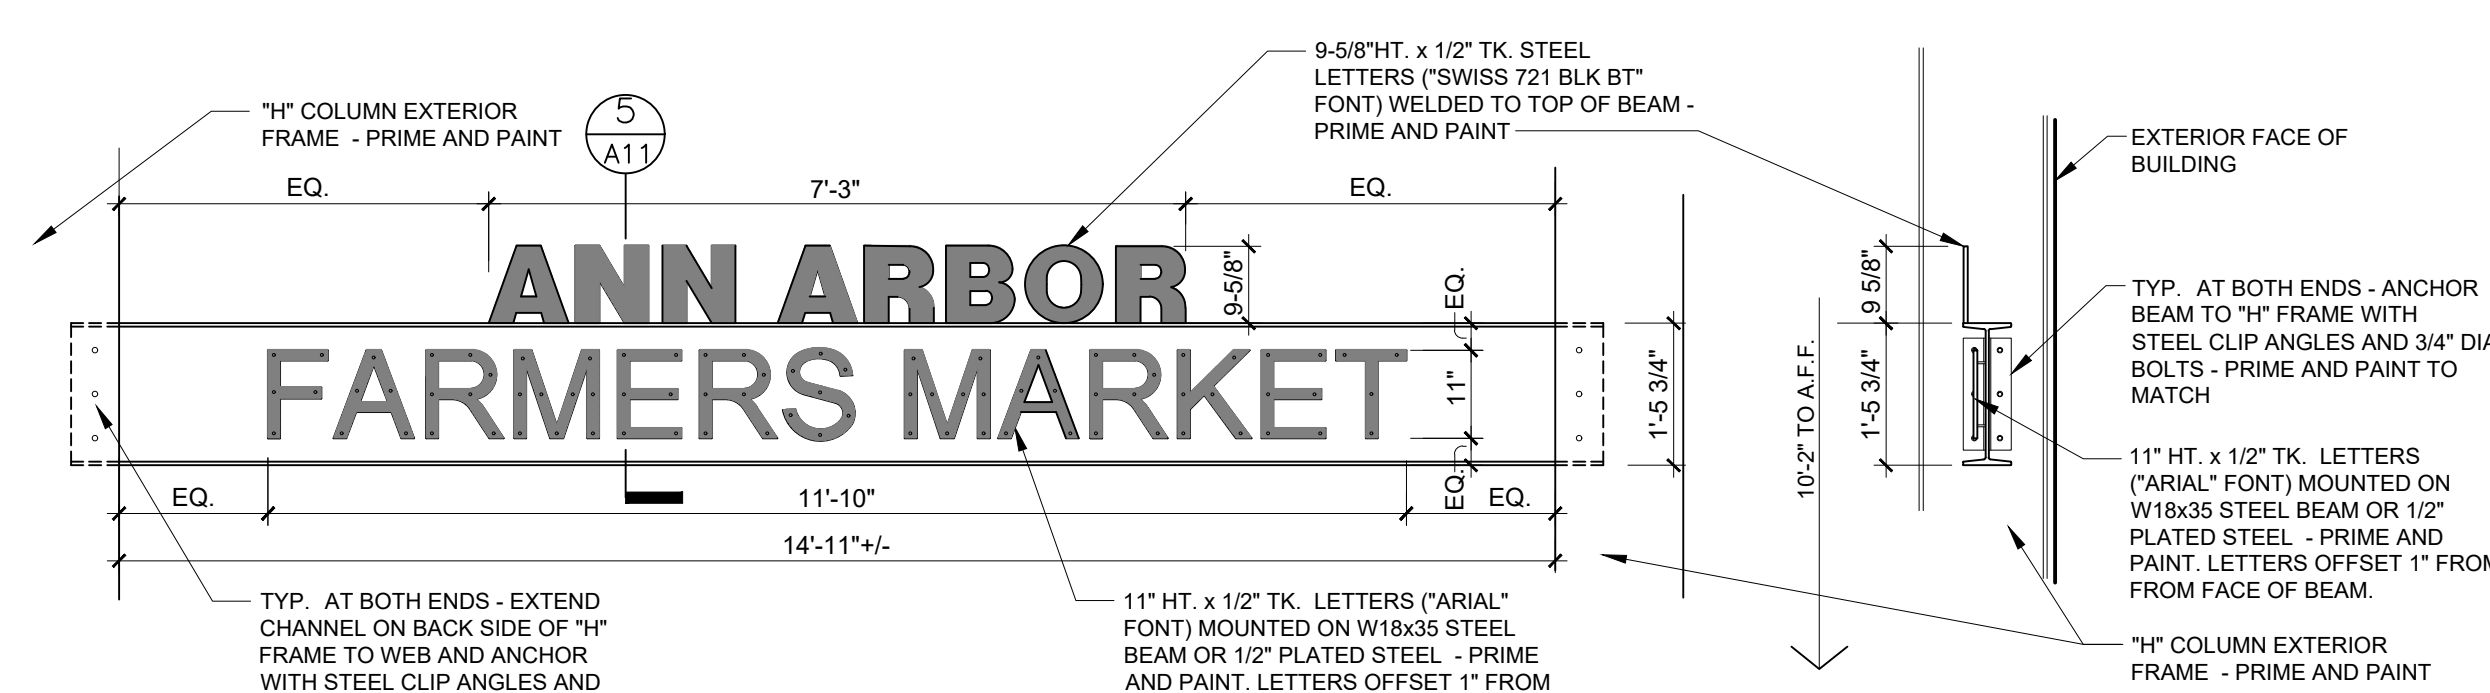 9-5/8"HT. x 1/2" TK. STEEL
LETTERS ("SWISS 721 BLK BT"
FONT) WELDED TO TOP OF BEAM -
PRIME AND PAINT
"H" COLUMN EXTERIOR
FRAME - PRIME AND PAINT
5
A11
EXTERIOR FACE OF
BUILDING
EQ.
7'-3"
EQ.
ANN ARBOR
9-5/8"
EQ.
9 5/8"
TYP. AT BOTH ENDS - ANCHOR
BEAM TO "H" FRAME WITH
STEEL CLIP ANGLES AND 3/4" DIA
BOLTS - PRIME AND PAINT TO
MATCH
FARMERS MARKET
11"
1'-5 3/4"
10'-2" TO A.F.F.
1'-5 3/4"
EQ.
11'-10"
EQ.
EQ.
14'-11"+/-
11" HT. x 1/2" TK. LETTERS
("ARIAL" FONT) MOUNTED ON
W18x35 STEEL BEAM OR 1/2"
PLATED STEEL - PRIME AND
PAINT. LETTERS OFFSET 1" FROM
FROM FACE OF BEAM.
TYP. AT BOTH ENDS - EXTEND
CHANNEL ON BACK SIDE OF "H"
FRAME TO WEB AND ANCHOR
WITH STEEL CLIP ANGLES AND
11" HT. x 1/2" TK. LETTERS ("ARIAL"
FONT) MOUNTED ON W18x35 STEEL
BEAM OR 1/2" PLATED STEEL - PRIME
AND PAINT. LETTERS OFFSET 1" FROM
"H" COLUMN EXTERIOR
FRAME - PRIME AND PAINT